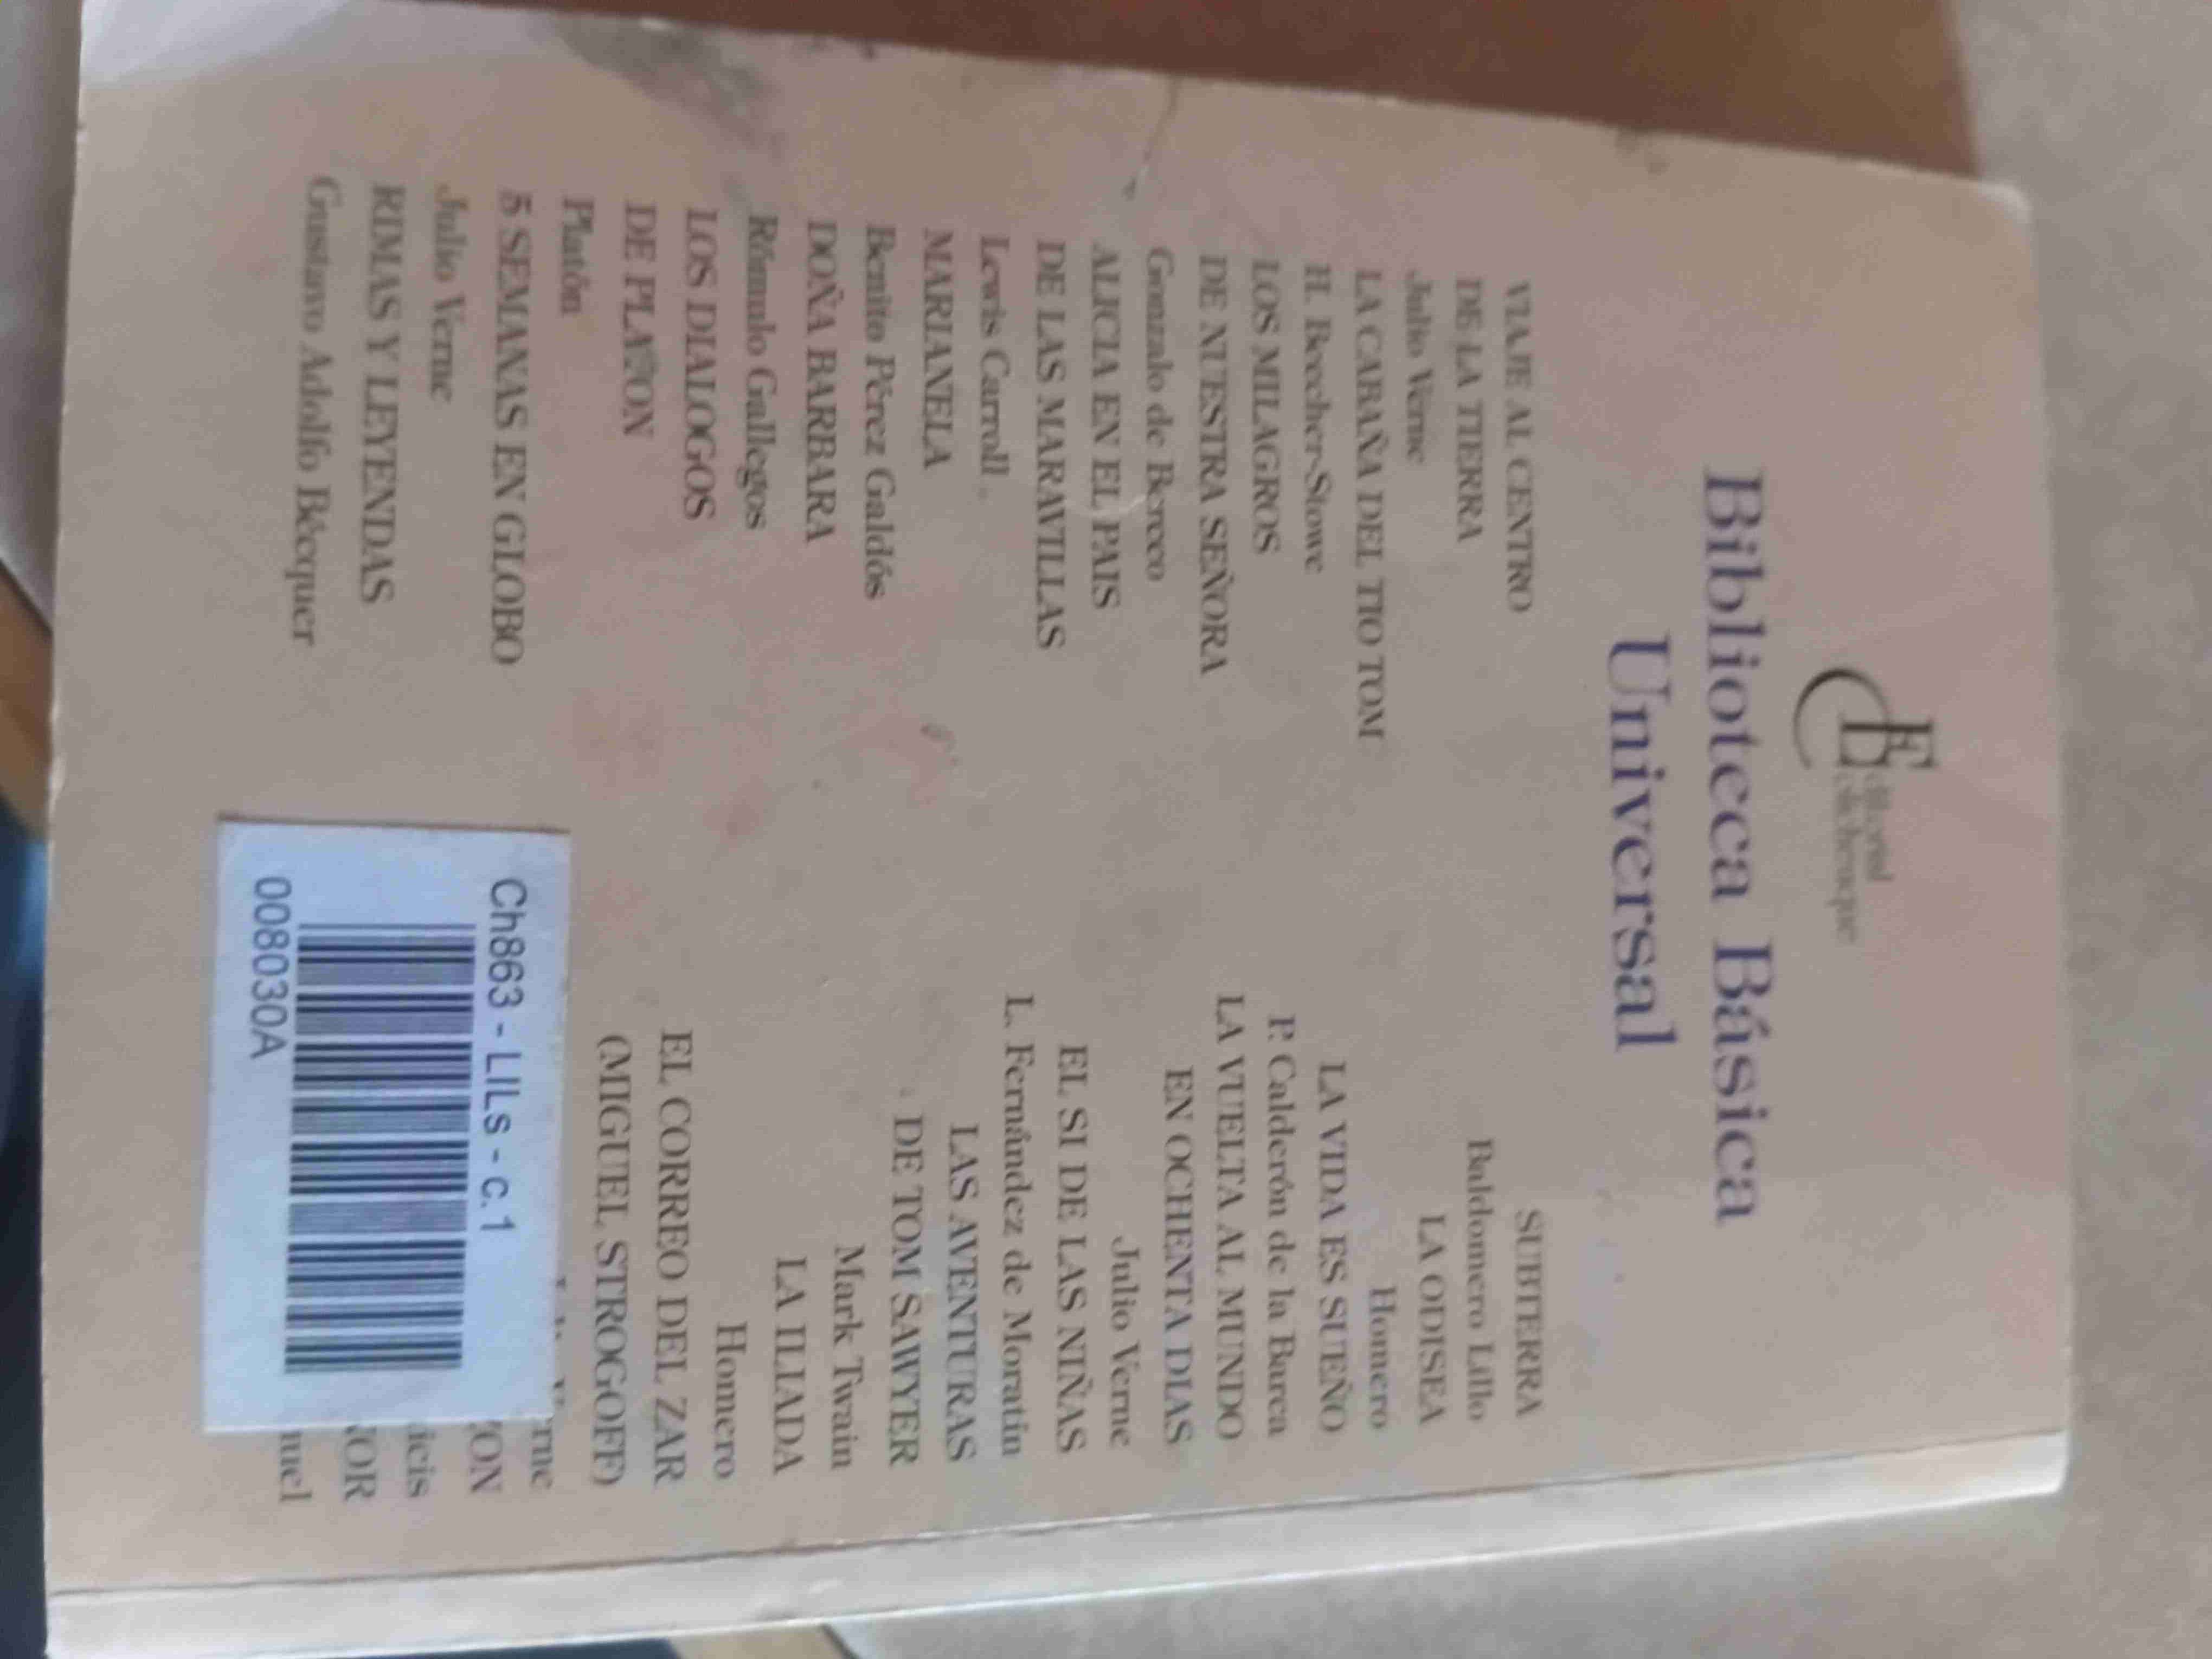 Editorial
Biblioteca Básica
Universal
VIAJE AL CENTRO
DE LA TIERRA
Julio Verne
LA CABAÑA DEL TIO TOM
H. Beecher-Stowe
LOS MILAGROS
DE NUESTRA SEÑORA
Gonzalo de Berceo
ALICIA EN EL PAIS
DE LAS MARAVILLAS
Lewis Carroll
MARIANELA
Benito Pérez Galdós
DOÑA BARBARA
Rómulo Gallegos
LOS DIALOGOS
DE PLATON
Platón
5 SEMANAS EN GLOBO
Julio Verne
RIMAS Y LEYENDAS
Gustavo Adolfo Bécquer
SUBTERRA
Baldomero Lillo
LA ODISEA
Homero
LA VIDA ES SUEÑO
P. Calderón de la Barca
LA VUELTA AL MUNDO
EN OCHENTA DIAS
Julio Verne
EL SI DE LAS NIÑAS
L. Fernández de Moratín
LAS AVENTURAS
DE TOM SAWYER
Mark Twain
LA ILIADA
Homero
EL CORREO DEL ZAR
(MIGUEL STROGOFF)
Ch863 - LILs - c.1
008030A